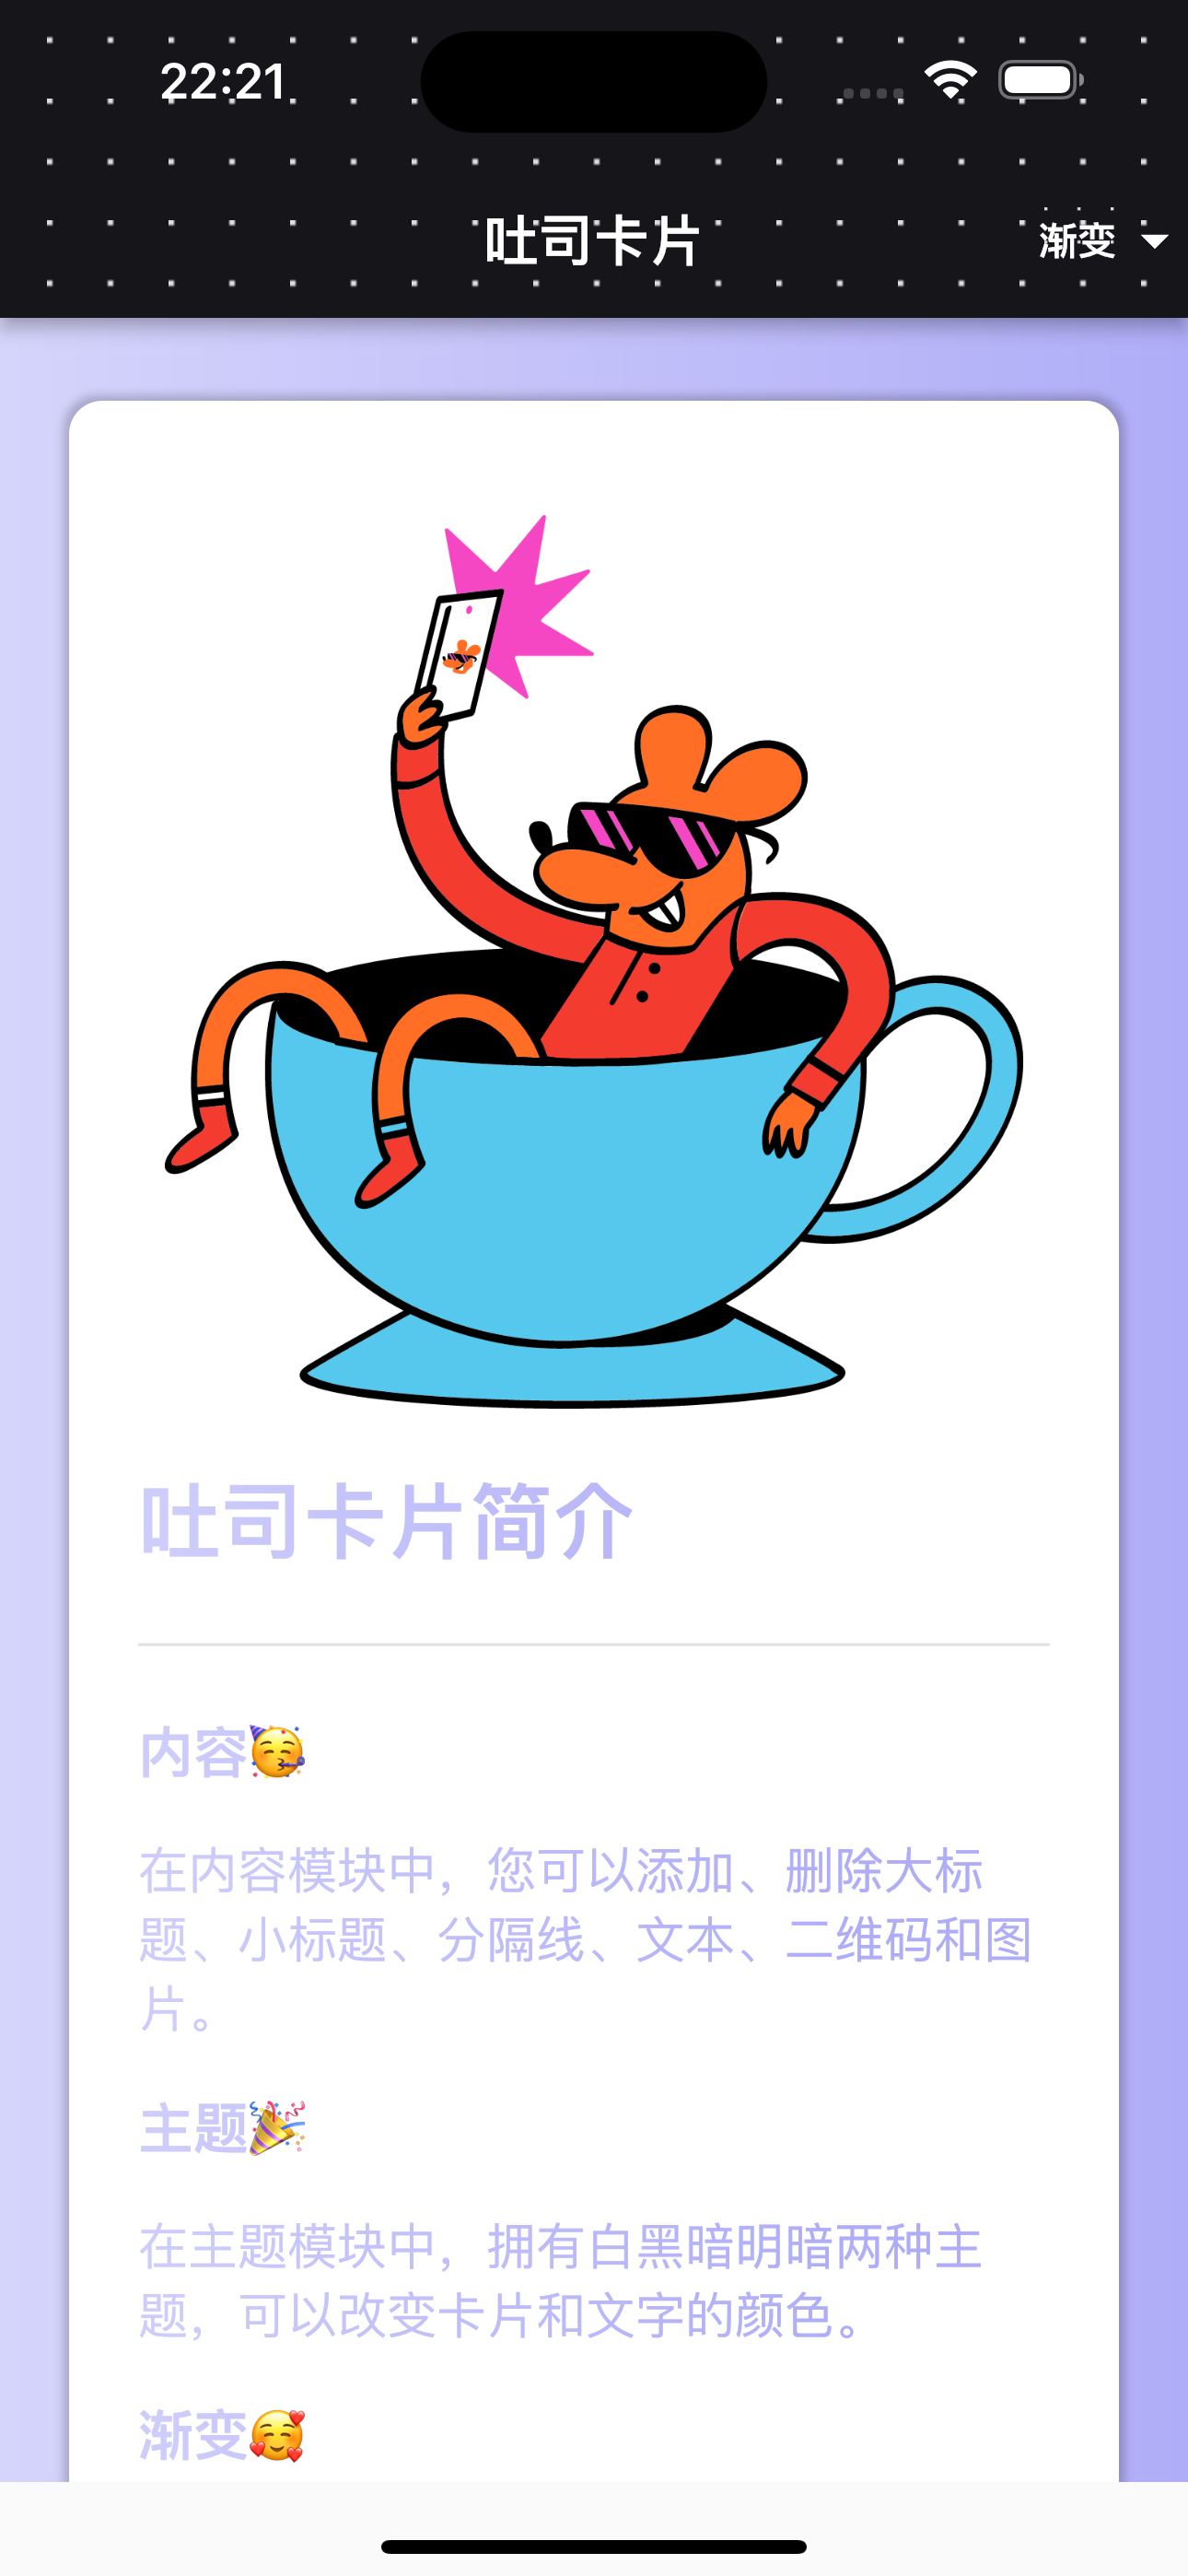 22:21
吐司卡片
渐变
吐司卡片简介
内容🥳
在内容模块中，您可以添加、删除大标
题、小标题、分隔线、文本、二维码和图
片。
主题🎉
在主题模块中，拥有白黑暗明暗两种主
题，可以改变卡片和文字的颜色。
渐变🥰